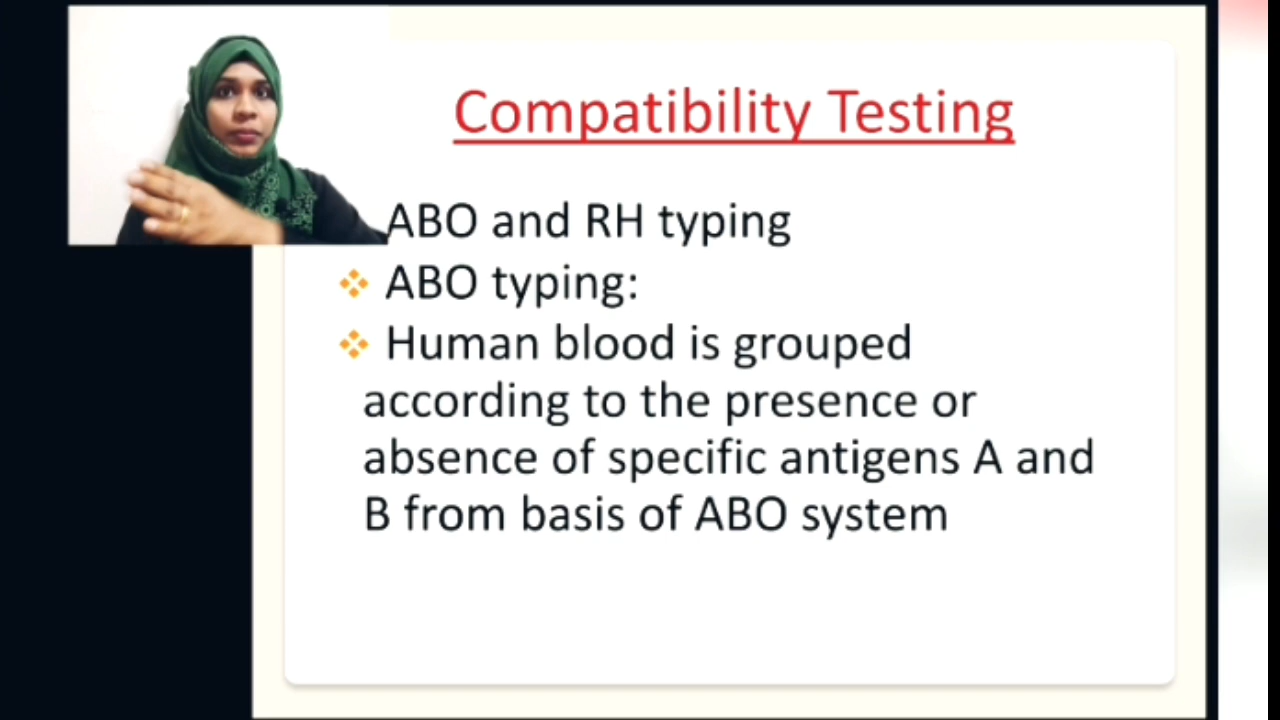 Compatibility Testing
ABO and RH typing
ABO typing:
Human blood is grouped
according to the presence or
absence of specific antigens A and
B from basis of ABO system